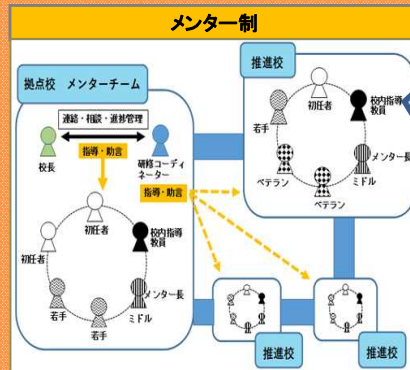 メンター制
拠点校 メンターチーム
連絡・相談・進捗管理
校長
研修コーディ
ネーター
指導・助言
指導・助言
初任者
初任者
校内指導
教員
メンター長
若手
ミドル
若手
推進校
初任者
若手
校内指導
教員
メンター長
ベテラン
ミドル
ベテラン
推進校
推進校